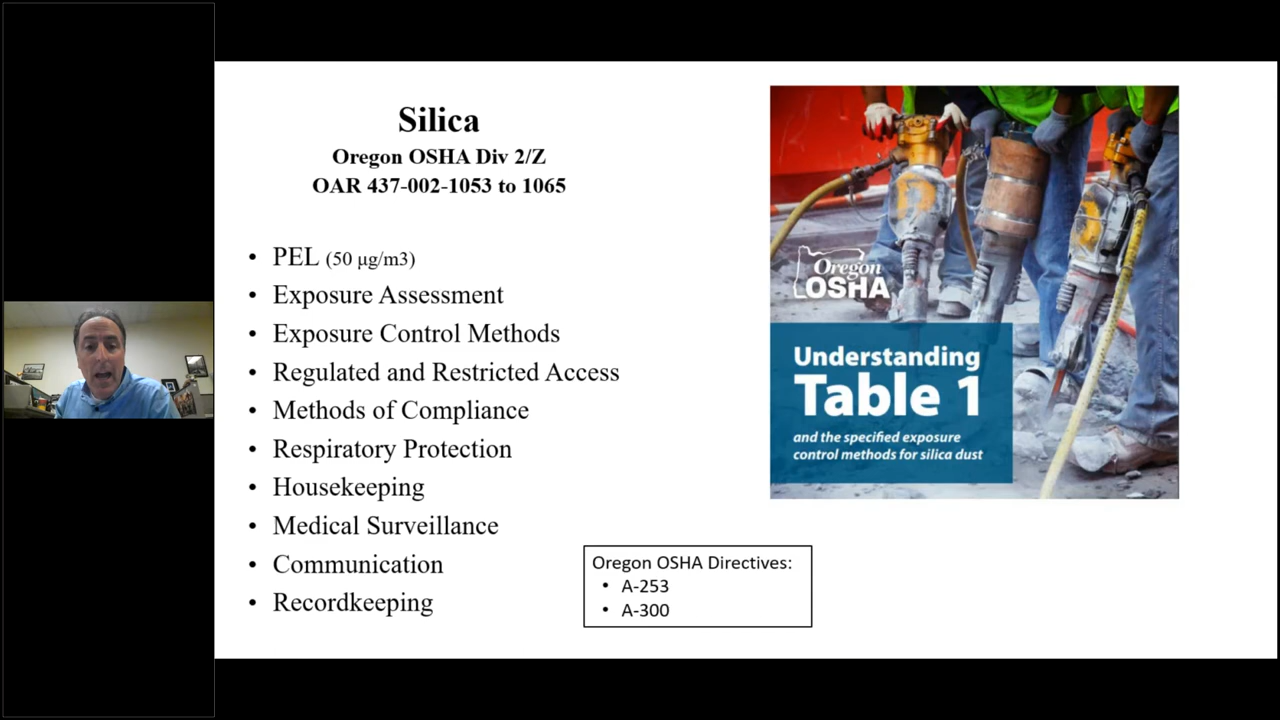 Silica
Oregon OSHA Div 2/Z
OAR 437-002-1053 to 1065
• PEL (50 μg/m3)
• Exposure Assessment
• Exposure Control Methods
• Regulated and Restricted Access
• Methods of Compliance
• Respiratory Protection
• Housekeeping
• Medical Surveillance
• Communication
• Recordkeeping
Oregon OSHA Directives:
• A-253
• A-300
Oregon
OSHA
Understanding
Table 1
and the specified exposure
control methods for silica dust